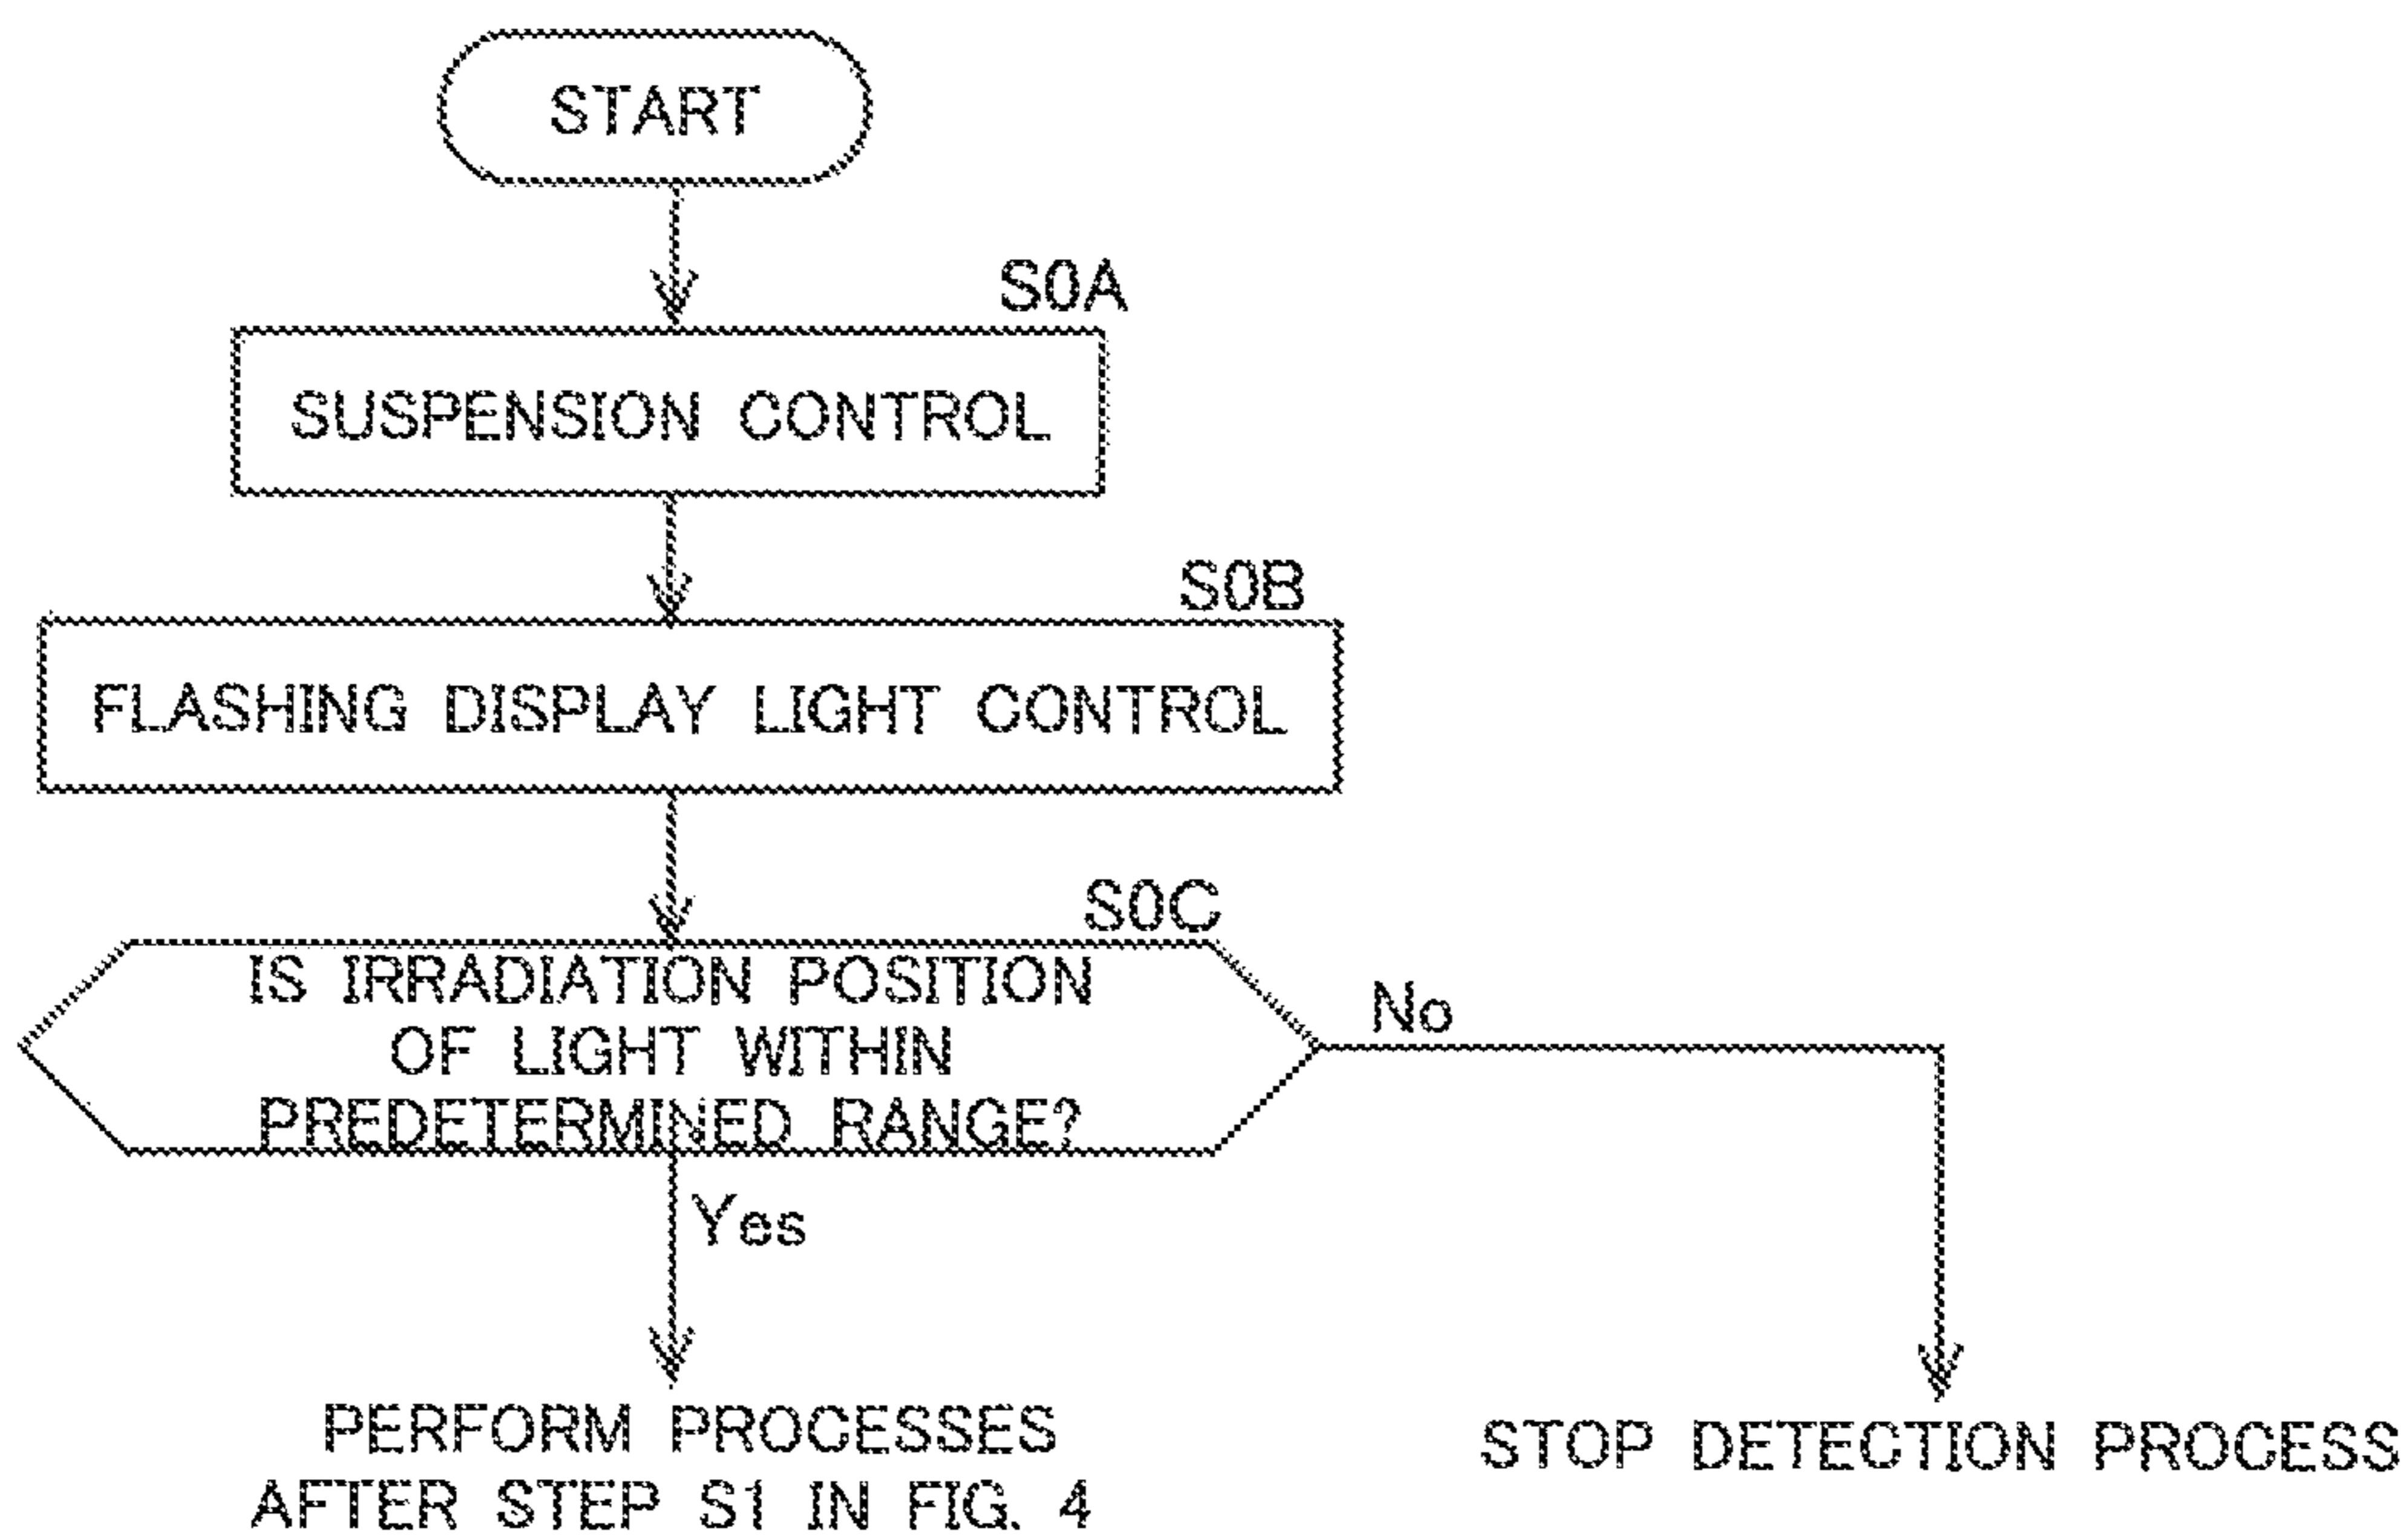 START
S0A
SUSPENSION CONTROL
S0B
FLASHING DISPLAY LIGHT CONTROL
S0C
IS IRRADIATION POSITION
OF LIGHT WITHIN
PREDETERMINED RANGE?
No
Yes
PERFORM PROCESSES
AFTER STEP S1 IN FIG. 4
STOP DETECTION PROCESS